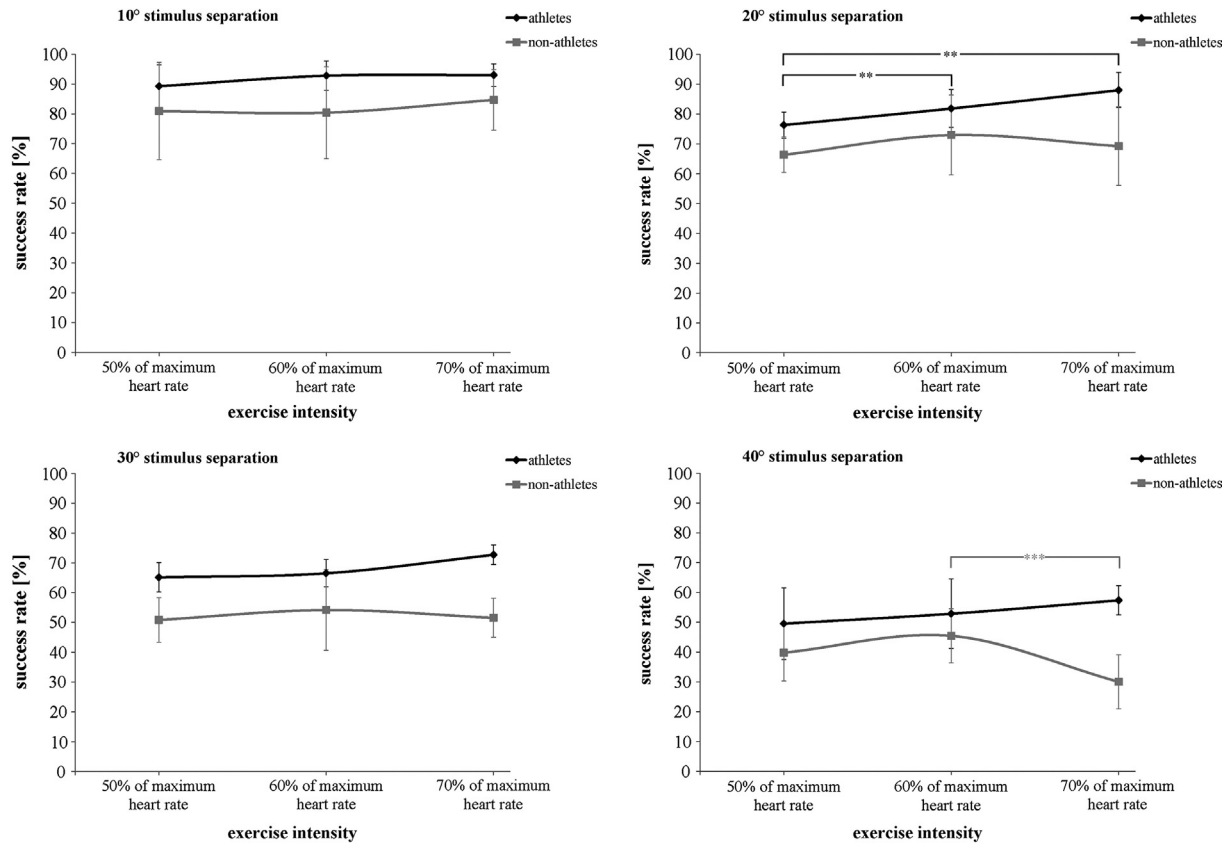 10° stimulus separation
athletes
non-athletes
success rate [%]
100
90
80
70
60
50
40
30
20
10
0
50% of maximum
heart rate
60% of maximum
heart rate
70% of maximum
heart rate
exercise intensity
20° stimulus separation
athletes
non-athletes
success rate [%]
100
90
80
70
60
50
40
30
20
10
0
**
**
50% of maximum
heart rate
60% of maximum
heart rate
70% of maximum
heart rate
exercise intensity
30° stimulus separation
athletes
non-athletes
success rate [%]
100
90
80
70
60
50
40
30
20
10
0
50% of maximum
heart rate
60% of maximum
heart rate
70% of maximum
heart rate
exercise intensity
40° stimulus separation
athletes
non-athletes
success rate [%]
100
90
80
70
60
50
40
30
20
10
0
***
50% of maximum
heart rate
60% of maximum
heart rate
70% of maximum
heart rate
exercise intensity